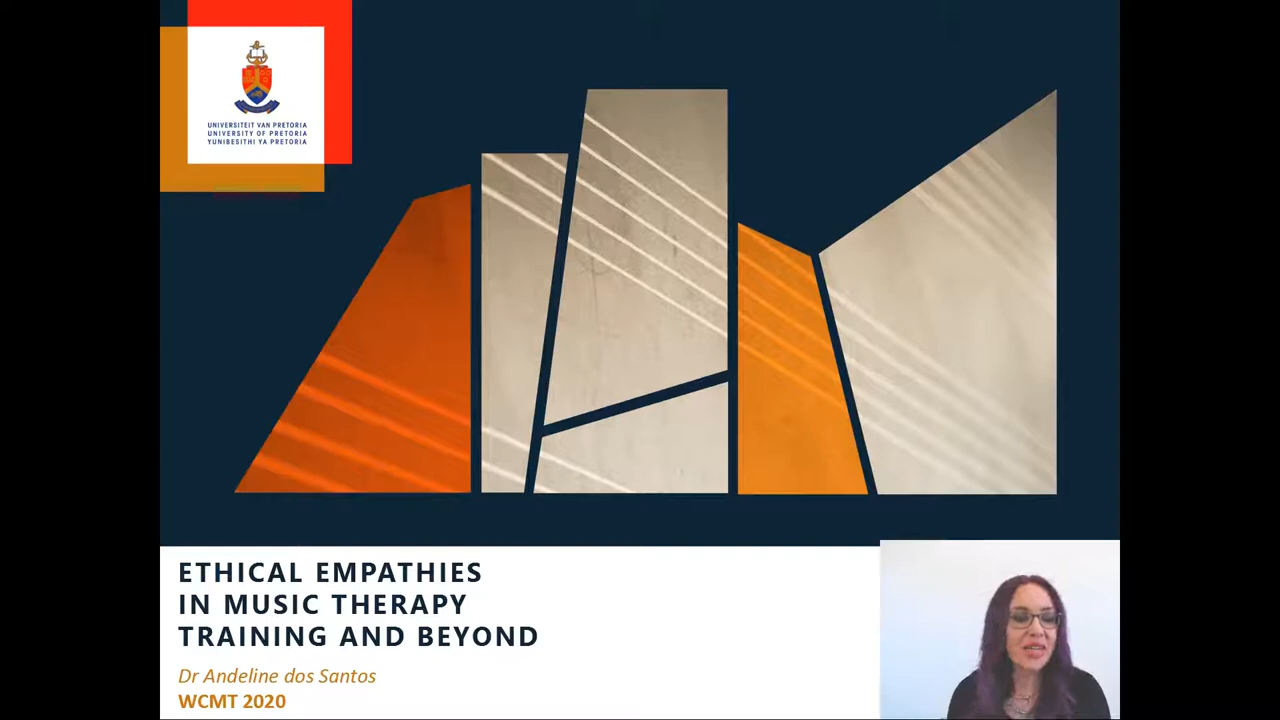 UNIVERSITEIT VAN PRETORIA
UNIVERSITY OF PRETORIA
YUNIBESITHI YA PRETORIA
ETHICAL EMPATHIES
IN MUSIC THERAPY
TRAINING AND BEYOND
Dr Andeline dos Santos
WCMT 2020